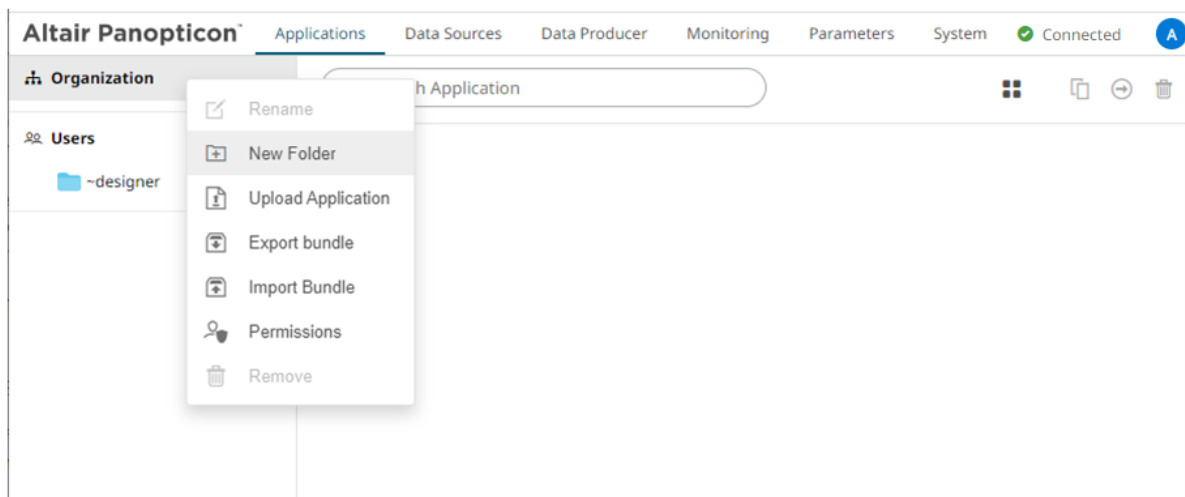 Altair Panopticon™ Applications Data Sources Data Producer Monitoring Parameters System Connected A
Organization
h Application
Rename
Users
New Folder
~designer
Upload Application
Export bundle
Import Bundle
Permissions
Remove